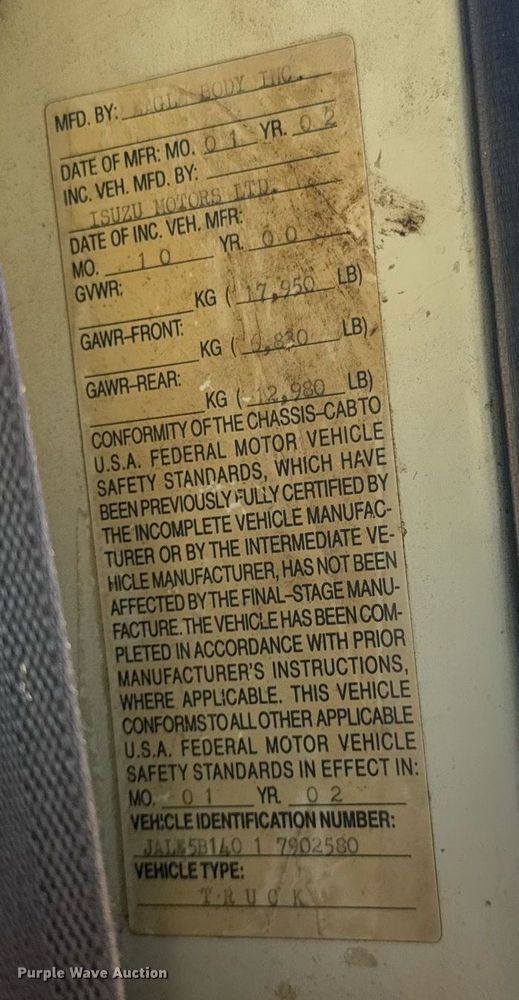 MFD. BY: EAGLE BODY INC.
DATE OF MFR: MO. 01 YR. 02
INC. VEH. MFD. BY:
ISUZU MOTORS LTD.
DATE OF INC. VEH. MFR:
MO. 10 YR. 00
GVWR:
KG ( 17,950 LB)
GAWR-FRONT:
KG ( LB)
GAWR-REAR:
KG ( 12,980 LB)
CONFORMITY OF THE CHASSIS-CAB TO
U.S.A. FEDERAL MOTOR VEHICLE
SAFETY STANDARDS, WHICH HAVE
BEEN PREVIOUSLY FULLY CERTIFIED BY
THE INCOMPLETE VEHICLE MANUFAC-
TURER OR BY THE INTERMEDIATE VE-
HICLE MANUFACTURER, HAS NOT BEEN
AFFECTED BY THE FINAL-STAGE MANU-
FACTURE. THE VEHICLE HAS BEEN COM-
PLETED IN ACCORDANCE WITH PRIOR
MANUFACTURER'S INSTRUCTIONS,
WHERE APPLICABLE. THIS VEHICLE
CONFORMS TO ALL OTHER APPLICABLE
U.S.A. FEDERAL MOTOR VEHICLE
SAFETY STANDARDS IN EFFECT IN:
MO. 01 YR. 02
VEHICLE IDENTIFICATION NUMBER:
1 7902580
VEHICLE TYPE:
TRUCK
Purple Wave Auction